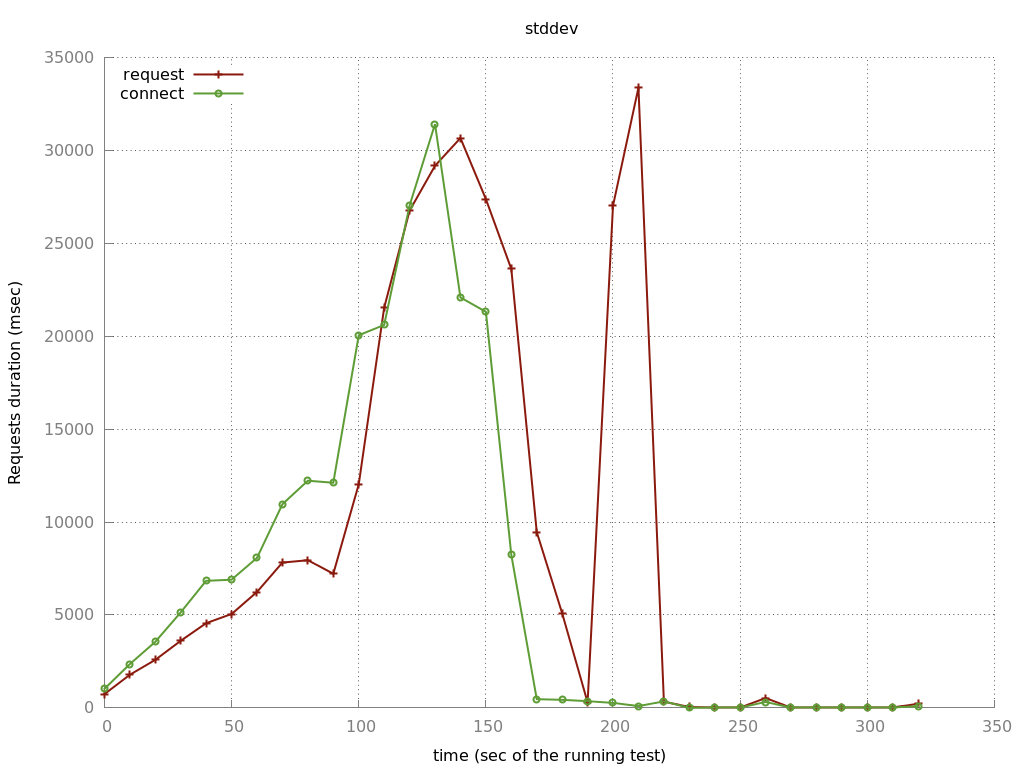 stddev
35000
30000
25000
20000
15000
10000
5000
0
request
connect
Requests duration (msec)
0 50 100 150 200 250 300 350
time (sec of the running test)